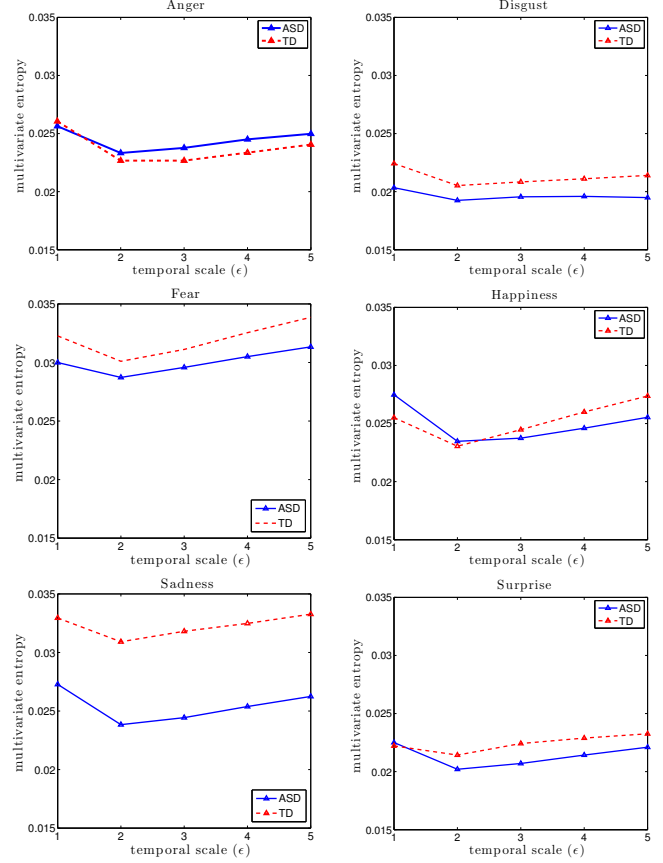 Anger
ASD
TD
multivariate entropy
0.035
0.03
0.025
0.02
0.015
1 2 3 4 5
temporal scale (ϵ)
Disgust
ASD
TD
multivariate entropy
0.035
0.03
0.025
0.02
0.015
1 2 3 4 5
temporal scale (ϵ)
Fear
multivariate entropy
0.035
0.03
0.025
0.02
0.015
ASD
TD
1 2 3 4 5
temporal scale (ϵ)
Happiness
ASD
TD
multivariate entropy
0.035
0.03
0.025
0.02
0.015
1 2 3 4 5
temporal scale (ϵ)
Sadness
multivariate entropy
0.035
0.03
0.025
0.02
0.015
ASD
TD
1 2 3 4 5
temporal scale (ϵ)
Surprise
ASD
TD
multivariate entropy
0.035
0.03
0.025
0.02
0.015
1 2 3 4 5
temporal scale (ϵ)